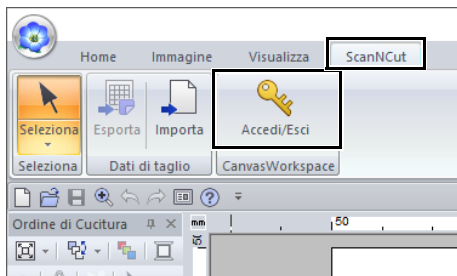 Home Immagine Visualizza ScanNCut
Seleziona Esporta Importa Accedi/Esci
Seleziona Dati di taglio CanvasWorkspace
Ordine di Cucitura
mm 50
50